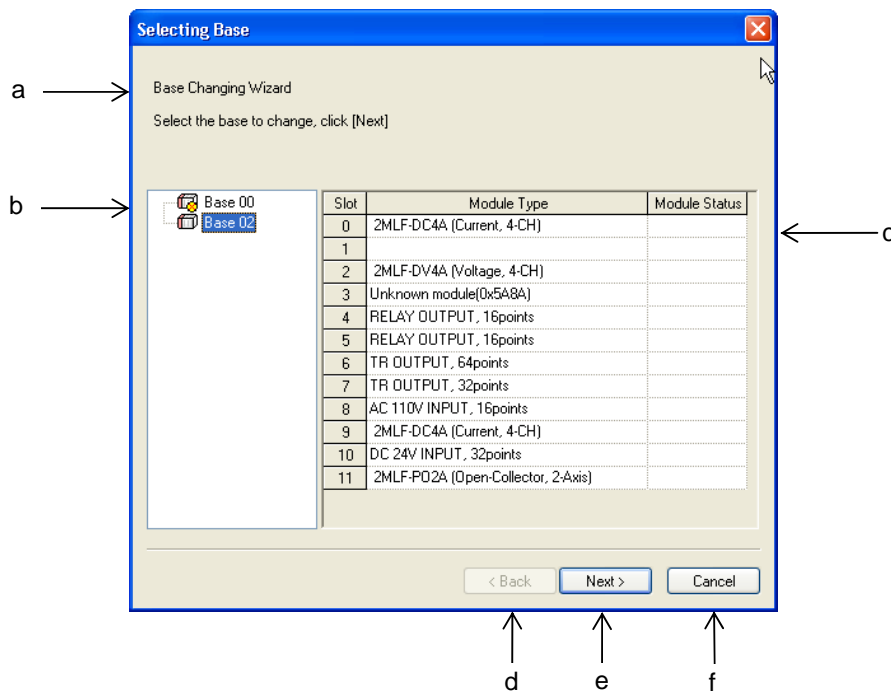 Selecting Base
a
Base Changing Wizard
Select the base to change, click [Next]
b
Base 00
Base 02
Slot Module Type Module Status
0 2MLF-DC4A (Current, 4-CH)
1
2 2MLF-DV4A (Voltage, 4-CH)
3 Unknown module(0x5A8A)
4 RELAY OUTPUT, 16points
5 RELAY OUTPUT, 16points
6 TR OUTPUT, 64points
7 TR OUTPUT, 32points
8 AC 110V INPUT, 16points
9 2MLF-DC4A (Current, 4-CH)
10 DC 24V INPUT, 32points
11 2MLF-PO2A (Open-Collector, 2-Axis)
c
< Back Next > Cancel
d e f